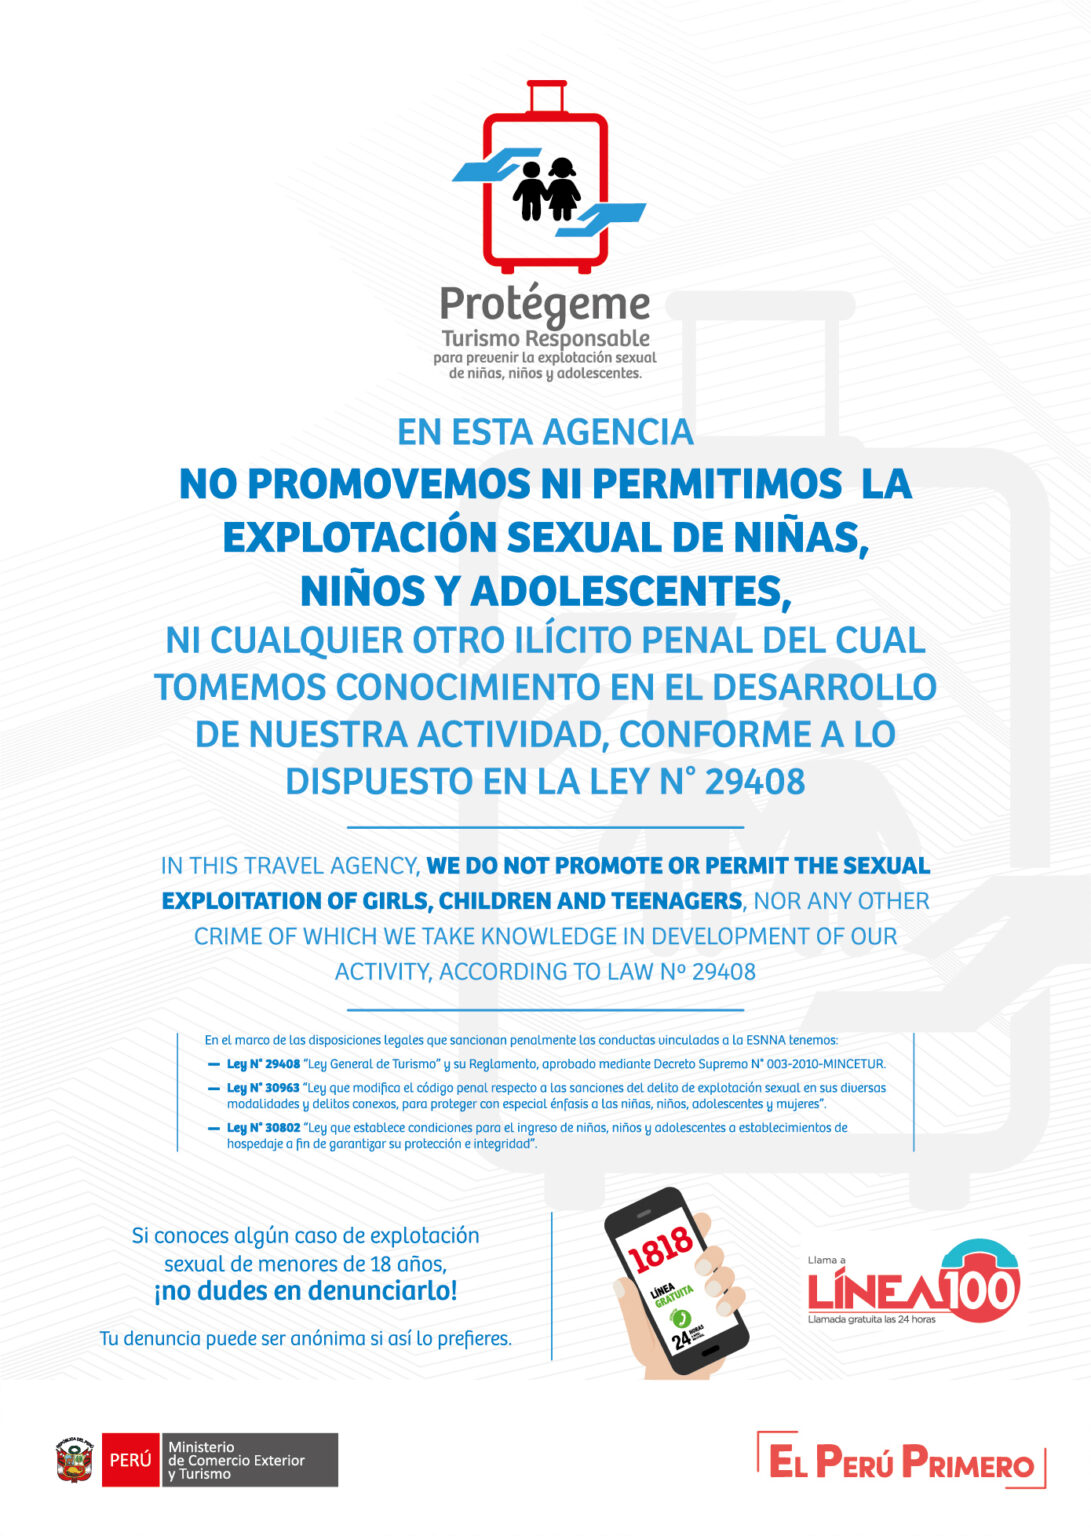 Protégeme
Turismo Responsable
para prevenir la explotación sexual
de niñas, niños y adolescentes.
EN ESTA AGENCIA
NO PROMOVEMOS NI PERMITIMOS LA
EXPLOTACIÓN SEXUAL DE NIÑAS,
NIÑOS Y ADOLESCENTES,
NI CUALQUIER OTRO ILÍCITO PENAL DEL CUAL
TOMEMOS CONOCIMIENTO EN EL DESARROLLO
DE NUESTRA ACTIVIDAD, CONFORME A LO
DISPUESTO EN LA LEY N° 29408
IN THIS TRAVEL AGENCY, WE DO NOT PROMOTE OR PERMIT THE SEXUAL
EXPLOITATION OF GIRLS, CHILDREN AND TEENAGERS, NOR ANY OTHER
CRIME OF WHICH WE TAKE KNOWLEDGE IN DEVELOPMENT OF OUR
ACTIVITY, ACCORDING TO LAW Nº 29408
En el marco de las disposiciones legales que sancionan penalmente las conductas vinculadas a la ESNNA tenemos:
— Ley N° 29408 "Ley General de Turismo" y su Reglamento, aprobado mediante Decreto Supremo N° 003-2010-MINCETUR.
— Ley N° 30963 "Ley que modifica el código penal respecto a las sanciones del delito de explotación sexual en sus diversas
modalidades y delitos conexos, para proteger con especial énfasis a las niñas, niños, adolescentes y mujeres".
— Ley N° 30802 "Ley que establece condiciones para el ingreso de niñas, niños y adolescentes a establecimientos de
hospedaje a fin de garantizar su protección e integridad".
Si conoces algún caso de explotación
sexual de menores de 18 años,
¡no dudes en denunciarlo!
Tu denuncia puede ser anónima si así lo prefieres.
1818
LÍNEA
GRATUITA
24 HORAS
Llama a
LÍNEA100
Llamada gratuita las 24 horas
REPÚBLICA DEL PERÚ
PERÚ
Ministerio
de Comercio Exterior
y Turismo
EL PERÚ PRIMERO